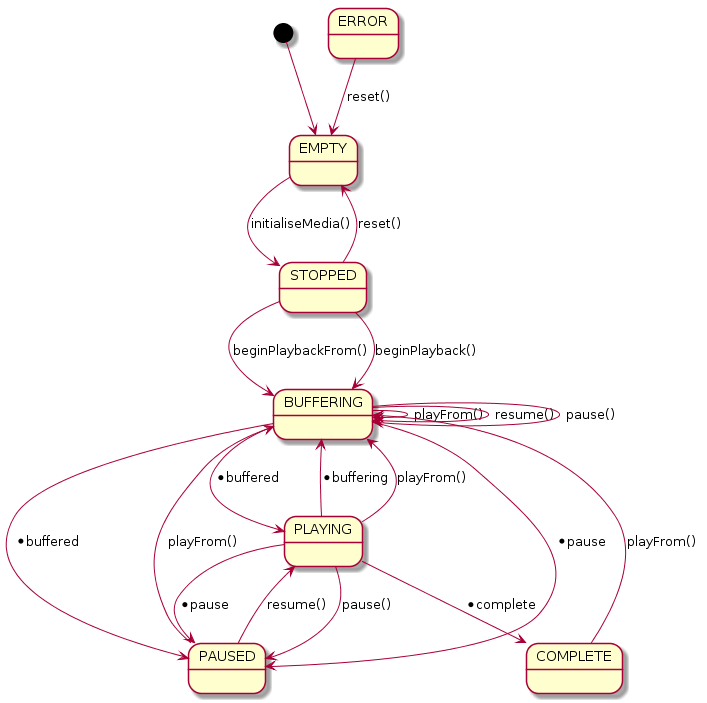 ERROR
reset()
EMPTY
initialiseMedia()
reset()
STOPPED
beginPlaybackFrom()
beginPlayback()
BUFFERING
playFrom()
resume()
pause()
•buffered
•buffering
playFrom()
PLAYING
•buffered
playFrom()
•pause
playFrom()
•pause
resume()
pause()
•complete
PAUSED
COMPLETE